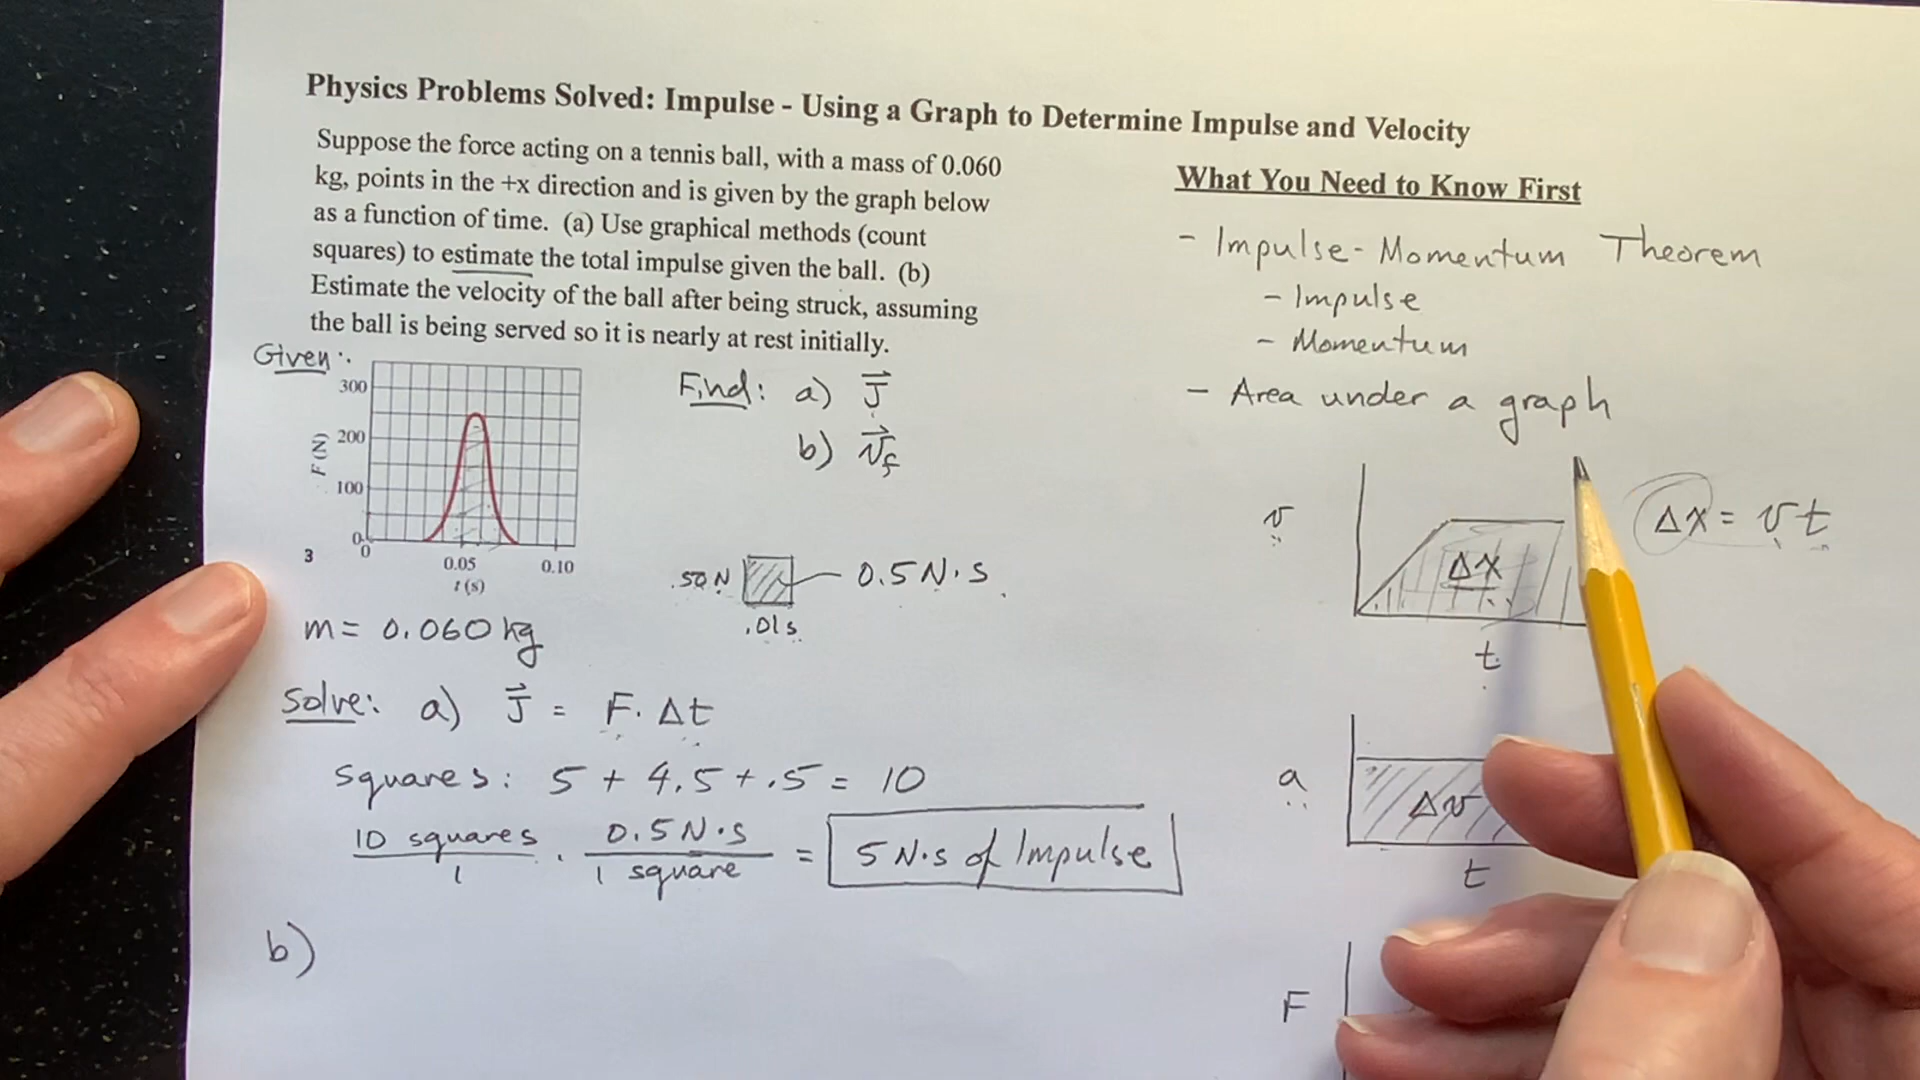 Physics Problems Solved: Impulse - Using a Graph to Determine Impulse and Velocity
Suppose the force acting on a tennis ball, with a mass of 0.060
kg, points in the +x direction and is given by the graph below
as a function of time. (a) Use graphical methods (count
squares) to estimate the total impulse given the ball. (b)
Estimate the velocity of the ball after being struck, assuming
the ball is being served so it is nearly at rest initially.
Given:
300
200
100
0
F (N)
0
0.05
0.10
t (s)
3
m = 0.060 kg
Find: a) J⃗
b) v⃗f
.50 N
0.5 N·s
.01 s
Solve: a) J⃗ = F · Δt
squares: 5 + 4.5 + .5 = 10
10 squares / 1 · 0.5 N·s / 1 square = 5 N·s of Impulse
b)
What You Need to Know First
- Impulse-Momentum Theorem
- Impulse
- Momentum
- Area under a graph
v
Δx
t
Δx = v t
a
Δv
t
F